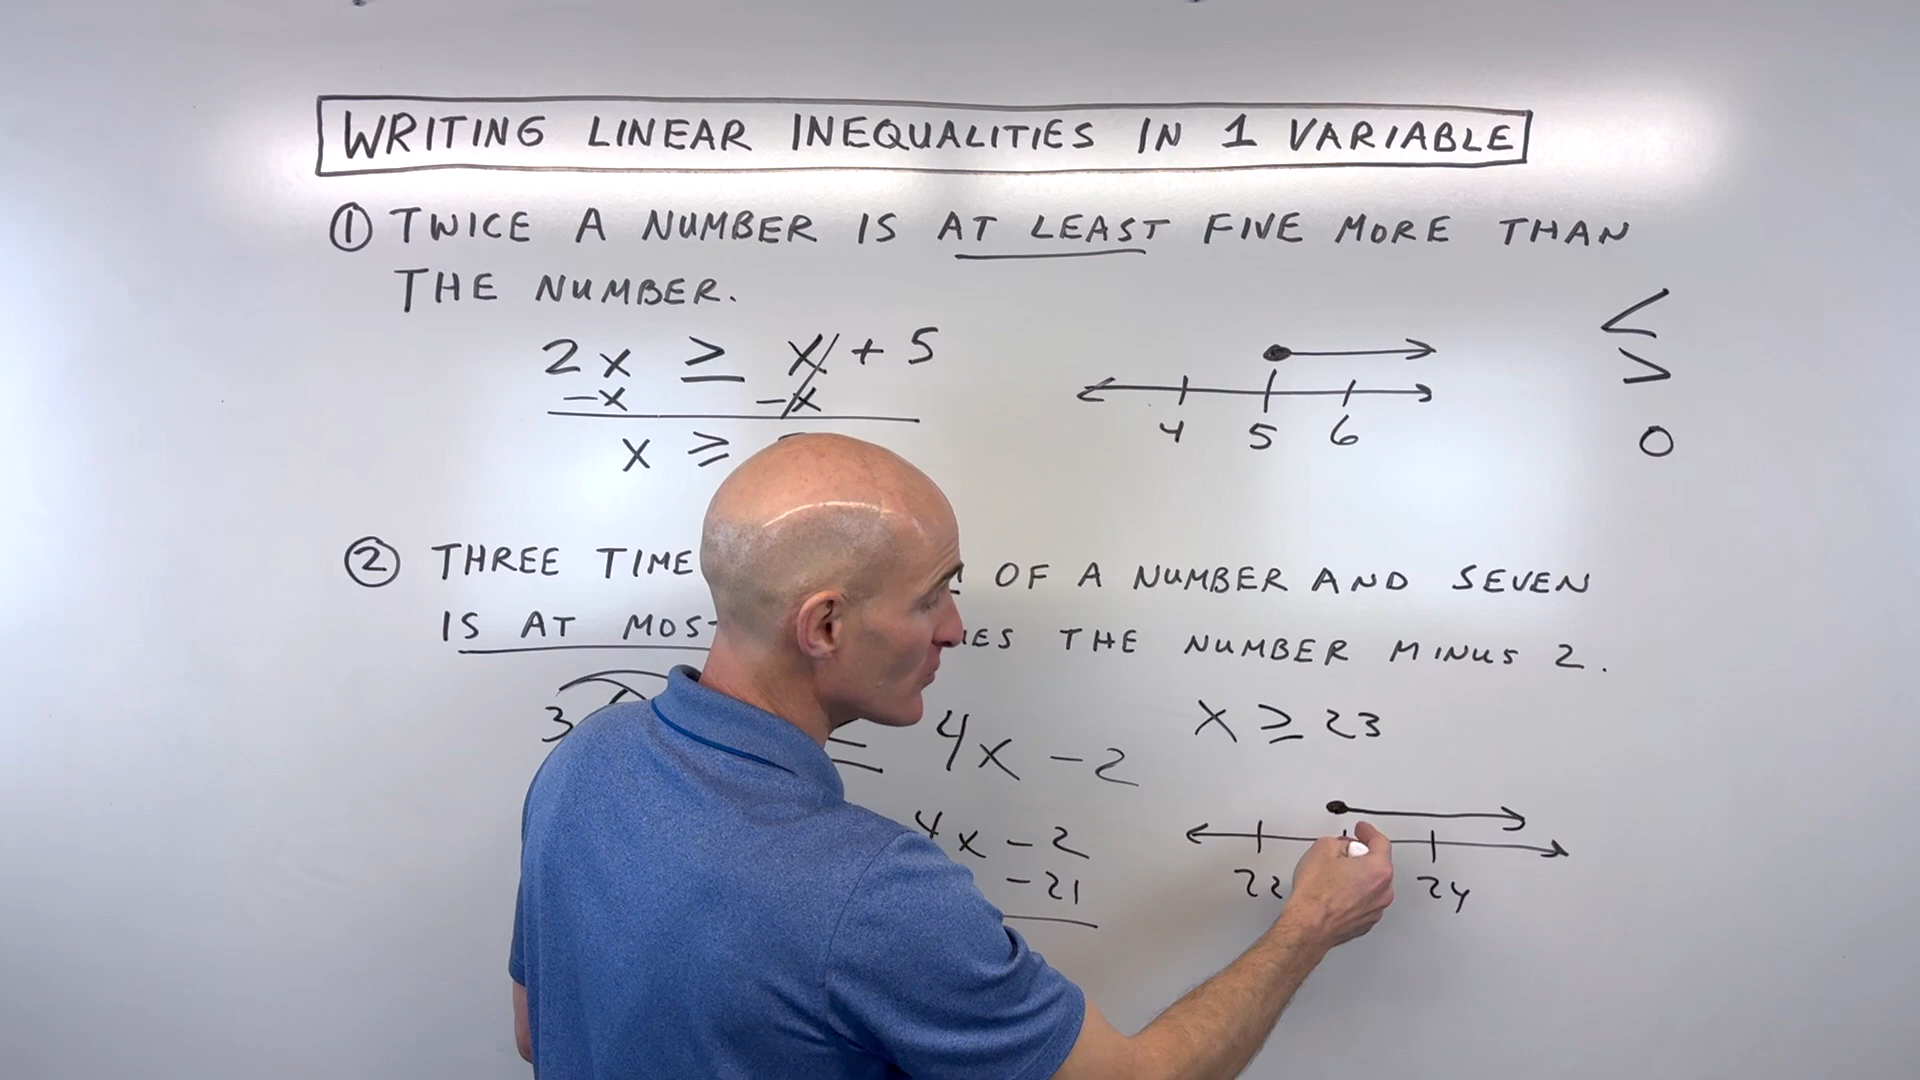 WRITING LINEAR INEQUALITIES IN 1 VARIABLE
① TWICE A NUMBER IS AT LEAST FIVE MORE THAN
THE NUMBER.
2x ≥ x + 5
-x -x
x ≥
4 5 6
<
>
0
② THREE TIME OF A NUMBER AND SEVEN
IS AT MOST THE NUMBER MINUS 2.
3 ≤ 4x - 2
4x - 2
- 21
x ≥ 23
22 24